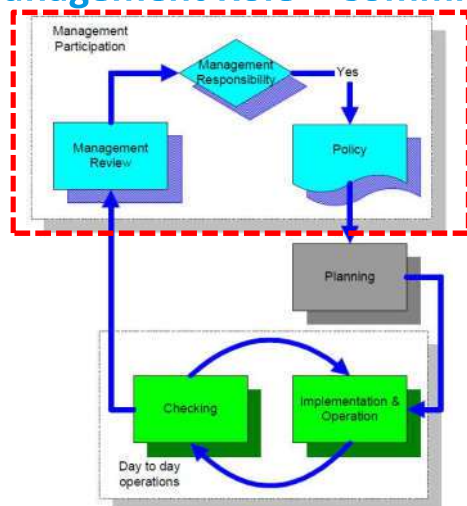 Management
Participation
Management
Responsibility
Yes
Management
Review
Policy
Planning
Checking
Implementation &
Operation
Day to day
operations